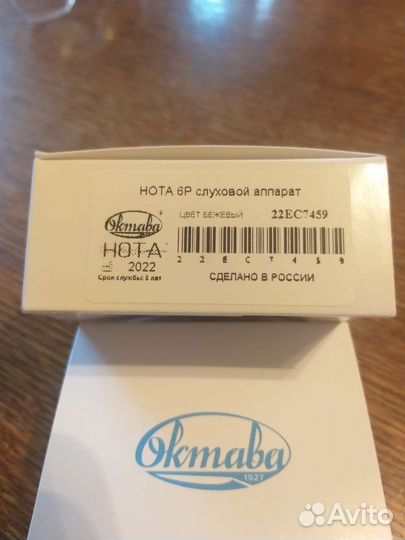 НОТА 6Р слуховой аппарат
ЦВЕТ БЕЖЕВЫЙ 22EC7459
Октава
НОТА
2022
Срок службы: 5 лет
2 2 E C 7 4 5 9
СДЕЛАНО В РОССИИ
Октава
1927
Avito